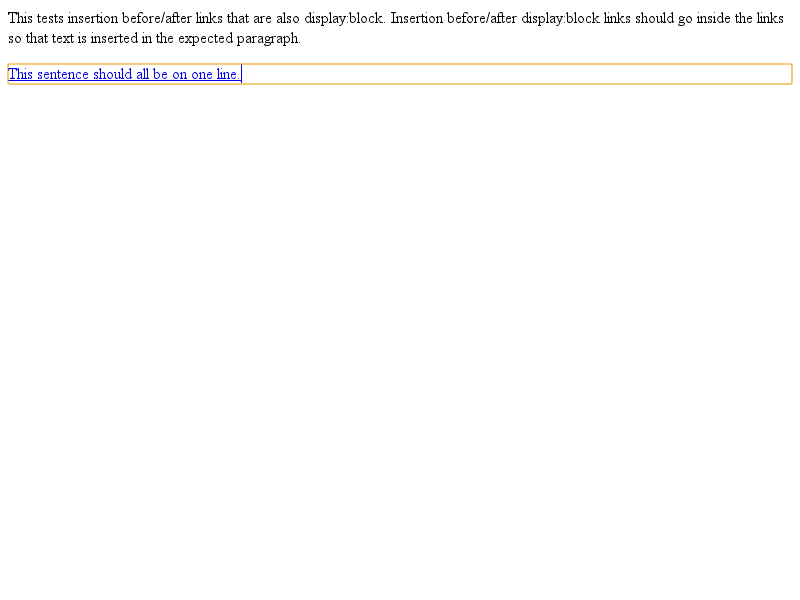 This tests insertion before/after links that are also display:block. Insertion before/after display:block links should go inside the links
so that text is inserted in the expected paragraph.
This sentence should all be on one line.